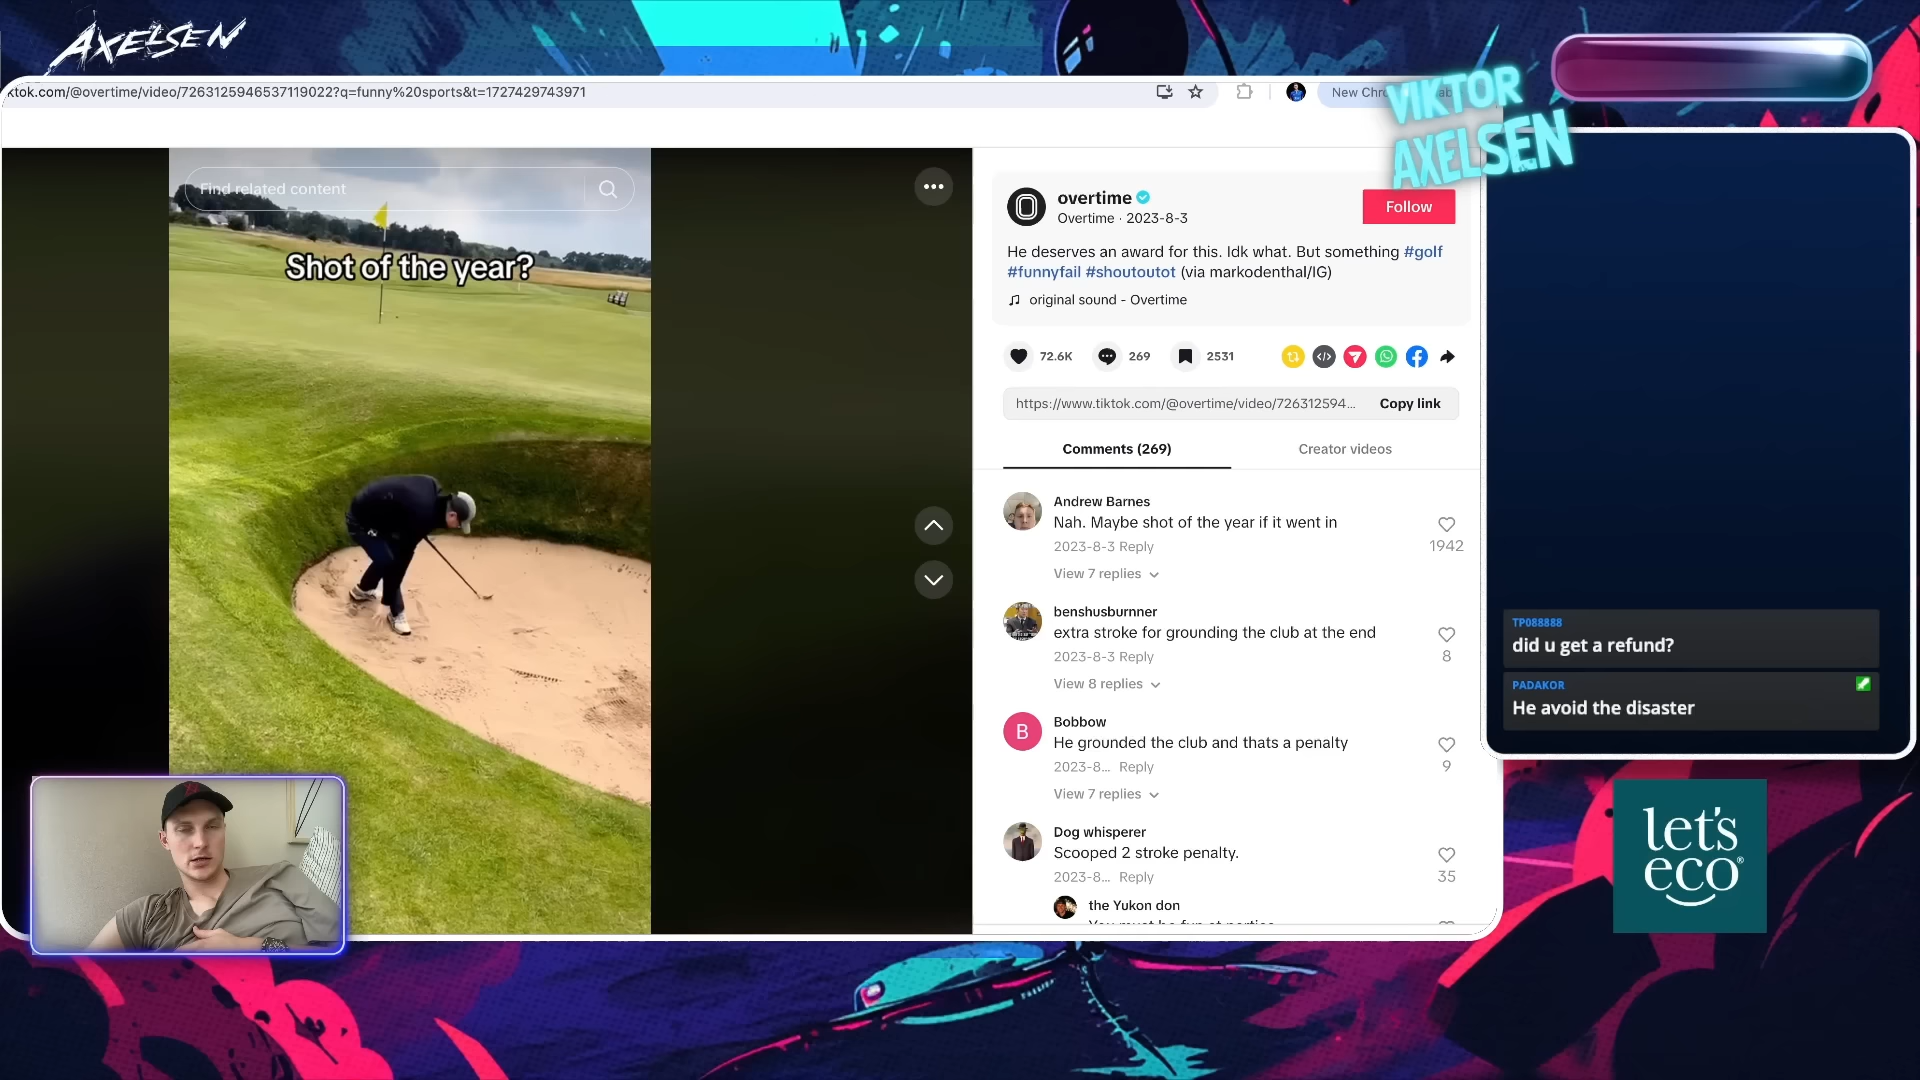 AXELSEN
ktok.com/@overtime/video/7263125946537119022?q=funny%20sports&t=1727429743971
New Chr
VIKTOR
AXELSEN
Find related content
Shot of the year?
overtime
Overtime · 2023-8-3
Follow
He deserves an award for this. Idk what. But something #golf
#funnyfail #shoutoutot (via markodenthal/IG)
original sound - Overtime
72.6K
269
2531
https://www.tiktok.com/@overtime/video/726312594...
Copy link
Comments (269)
Creator videos
Andrew Barnes
Nah. Maybe shot of the year if it went in
2023-8-3 Reply
1942
View 7 replies
benshusburnner
extra stroke for grounding the club at the end
2023-8-3 Reply
8
View 8 replies
B
Bobbow
He grounded the club and thats a penalty
2023-8... Reply
9
View 7 replies
Dog whisperer
Scooped 2 stroke penalty.
2023-8... Reply
35
the Yukon don
TP088888
did u get a refund?
PADAKOR
He avoid the disaster
let's
eco®